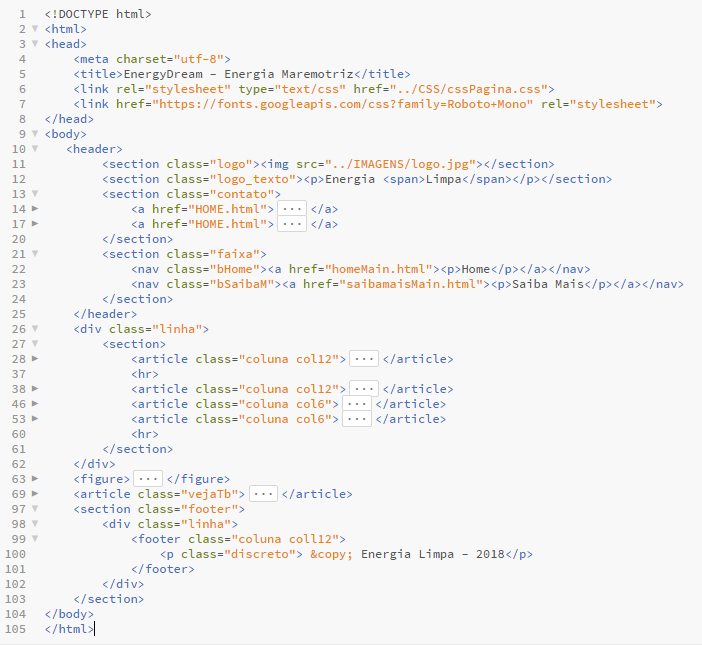 1 <!DOCTYPE html>
2 <html>
3 <head>
4 <meta charset="utf-8">
5 <title>EnergyDream - Energia Maremotriz</title>
6 <link rel="stylesheet" type="text/css" href="../CSS/cssPagina.css">
7 <link href="https://fonts.googleapis.com/css?family=Roboto+Mono" rel="stylesheet">
8 </head>
9 <body>
10 <header>
11 <section class="logo"><img src="../IMAGENS/logo.jpg"></section>
12 <section class="logo_texto"><p>Energia <span>Limpa</span></p></section>
13 <section class="contato">
14 <a href="HOME.html"> ... </a>
17 <a href="HOME.html"> ... </a>
20 </section>
21 <section class="faixa">
22 <nav class="bHome"><a href="homeMain.html"><p>Home</p></a></nav>
23 <nav class="bSaibaM"><a href="saibamaisMain.html"><p>Saiba Mais</p></a></nav>
24 </section>
25 </header>
26 <div class="linha">
27 <section>
28 <article class="coluna col12"> ... </article>
37 <hr>
38 <article class="coluna col12"> ... </article>
46 <article class="coluna col6"> ... </article>
53 <article class="coluna col6"> ... </article>
60 <hr>
61 </section>
62 </div>
63 <figure> ... </figure>
69 <article class="vejaTb"> ... </article>
97 <section class="footer">
98 <div class="linha">
99 <footer class="coluna coll12">
100 <p class="discreto"> &copy; Energia Limpa - 2018</p>
101 </footer>
102 </div>
103 </section>
104 </body>
105 </html>